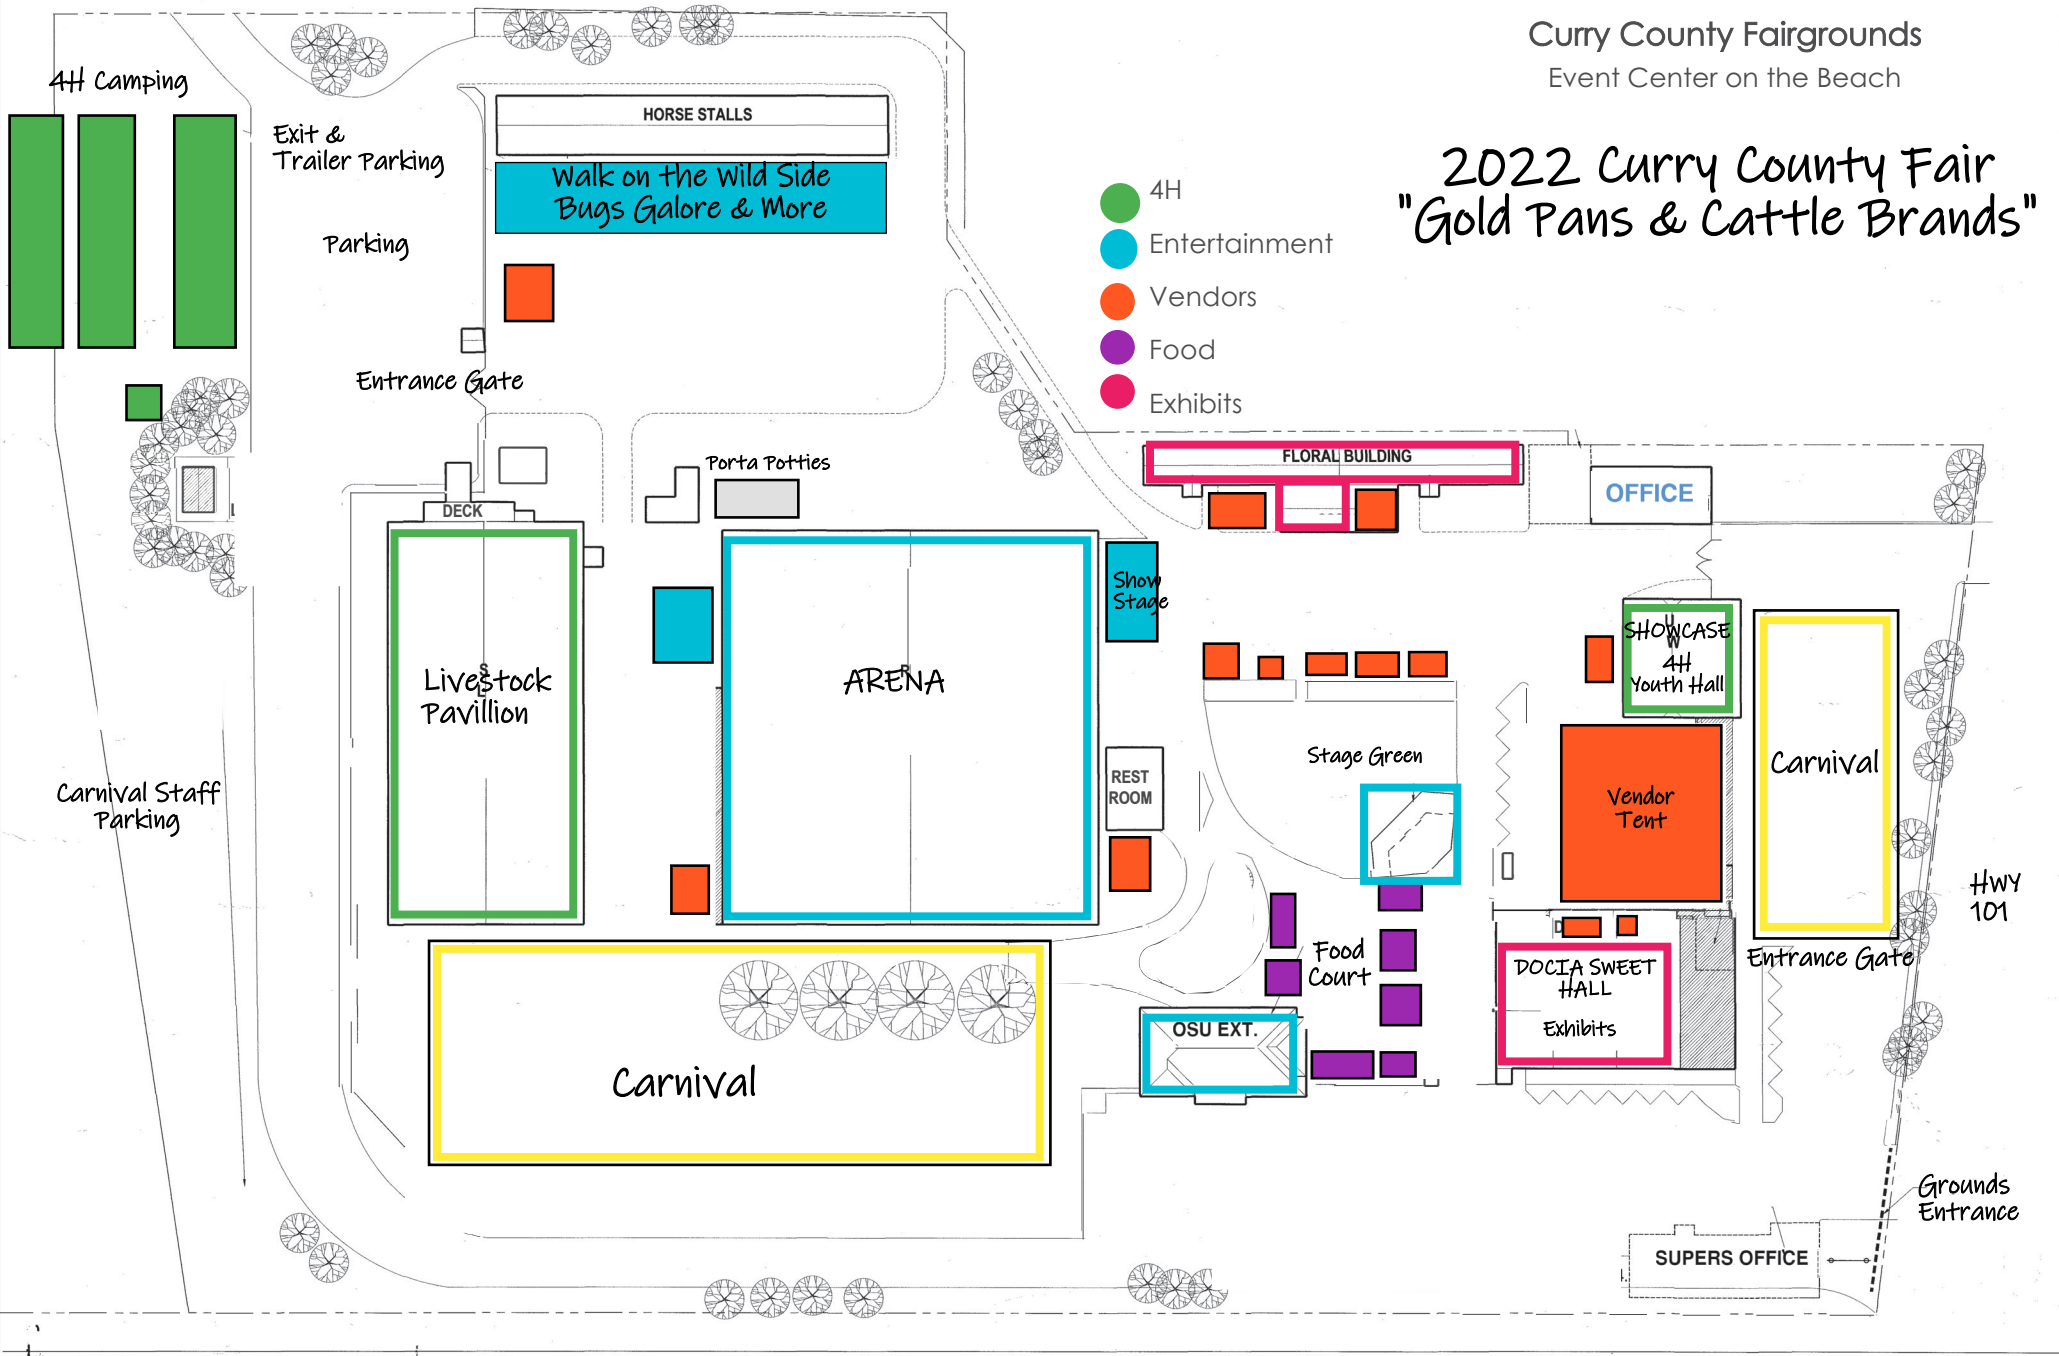 Curry County Fairgrounds
Event Center on the Beach
2022 Curry County Fair
"Gold Pans & Cattle Brands"
4H Camping
Exit &
Trailer Parking
Parking
HORSE STALLS
Walk on the Wild Side
Bugs Galore & More
4H
Entertainment
Vendors
Food
Exhibits
Entrance Gate
Porta Potties
DECK
FLORAL BUILDING
OFFICE
Show
Stage
SHOWCASE
4H
Youth Hall
Livestock
Pavillion
ARENA
Stage Green
REST
ROOM
Carnival
Vendor
Tent
Carnival Staff
Parking
HWY
101
Food
Court
DOCIA SWEET
HALL
Exhibits
Entrance Gate
OSU EXT.
Carnival
Grounds
Entrance
SUPERS OFFICE